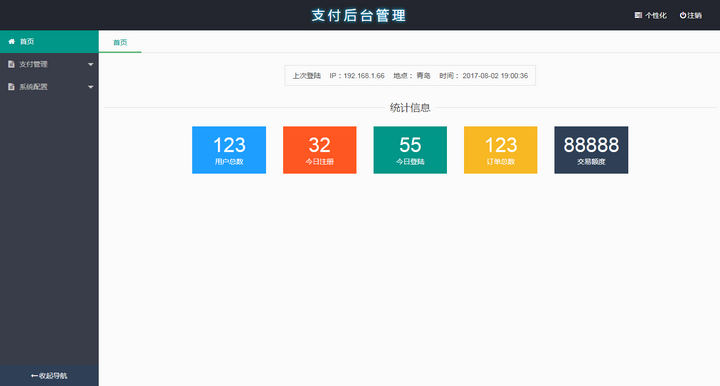 支付后台管理
个性化 注销
首页
支付管理
系统配置
收起导航
首页
上次登陆 IP：192.168.1.66 地点： 青岛 时间： 2017-08-02 19:00:36
统计信息
123
用户总数
32
今日注册
55
今日登陆
123
订单总数
88888
交易额度